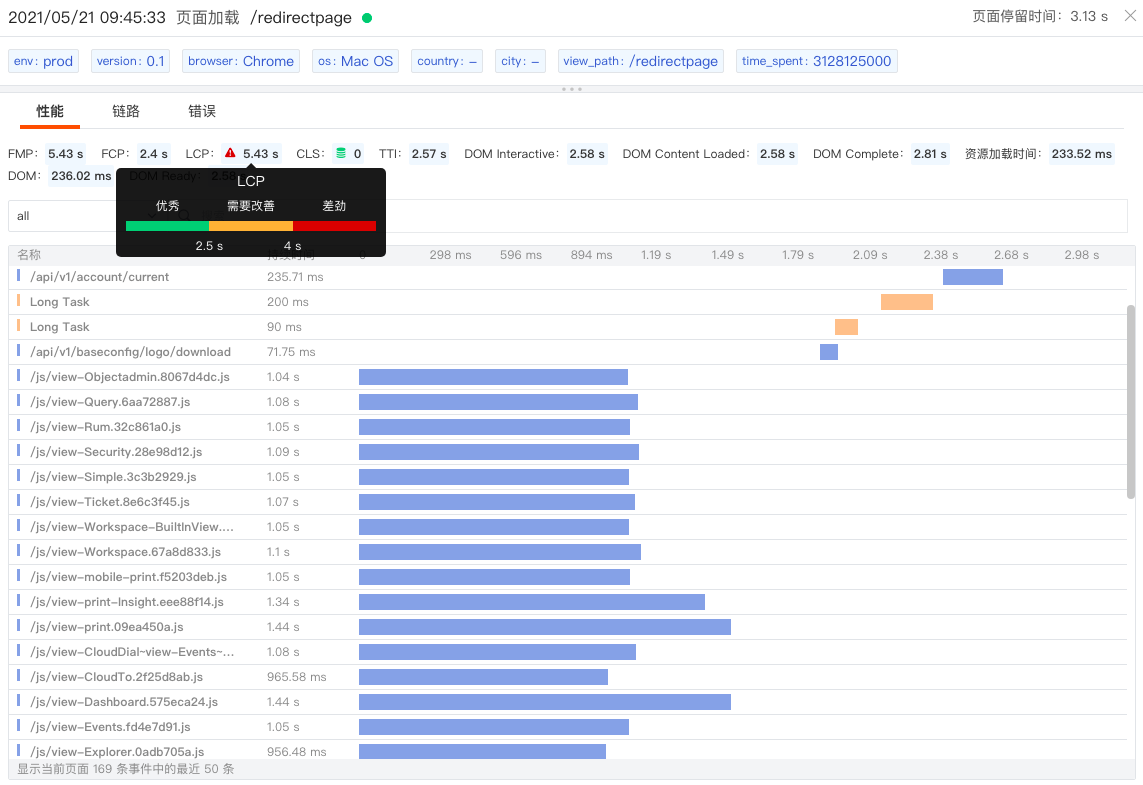 2021/05/21 09:45:33 页面加载 /redirectpage 页面停留时间：3.13 s
env: prod version: 0.1 browser: Chrome os: Mac OS country: – city: – view_path: /redirectpage time_spent: 3128125000
性能 链路 错误
FMP: 5.43 s FCP: 2.4 s LCP: 5.43 s CLS: 0 TTI: 2.57 s DOM Interactive: 2.58 s DOM Content Loaded: 2.58 s DOM Complete: 2.81 s 资源加载时间: 233.52 ms
DOM: 236.02 ms DOM Ready: 2.58
LCP
优秀 需要改善 差劲
2.5 s 4 s
all
名称 持续时间 0 298 ms 596 ms 894 ms 1.19 s 1.49 s 1.79 s 2.09 s 2.38 s 2.68 s 2.98 s
/api/v1/account/current 235.71 ms
Long Task 200 ms
Long Task 90 ms
/api/v1/baseconfig/logo/download 71.75 ms
/js/view-Objectadmin.8067d4dc.js 1.04 s
/js/view-Query.6aa72887.js 1.08 s
/js/view-Rum.32c861a0.js 1.05 s
/js/view-Security.28e98d12.js 1.09 s
/js/view-Simple.3c3b2929.js 1.05 s
/js/view-Ticket.8e6c3f45.js 1.07 s
/js/view-Workspace-BuiltInView.... 1.05 s
/js/view-Workspace.67a8d833.js 1.1 s
/js/view-mobile-print.f5203deb.js 1.05 s
/js/view-print-Insight.eee88f14.js 1.34 s
/js/view-print.09ea450a.js 1.44 s
/js/view-CloudDial~view-Events~... 1.08 s
/js/view-CloudTo.2f25d8ab.js 965.58 ms
/js/view-Dashboard.575eca24.js 1.44 s
/js/view-Events.fd4e7d91.js 1.05 s
/js/view-Explorer.0adb705a.js 956.48 ms
显示当前页面 169 条事件中的最近 50 条